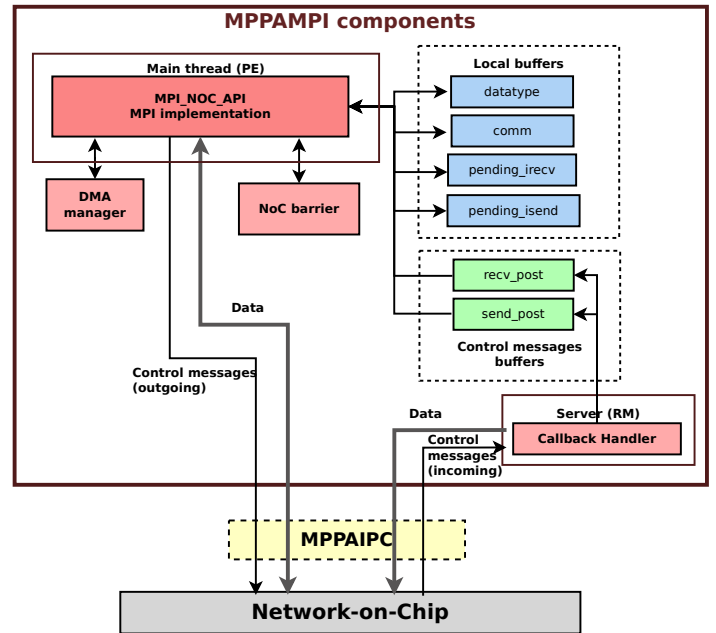 MPPAMPI components
Main thread (PE)
MPI_NOC_API
MPI implementation
DMA
manager
NoC barrier
Local buffers
datatype
comm
pending_irecv
pending_isend
recv_post
send_post
Control messages
buffers
Data
Control messages
(outgoing)
Data
Control
messages
(incoming)
Server (RM)
Callback Handler
MPPAIPC
Network-on-Chip